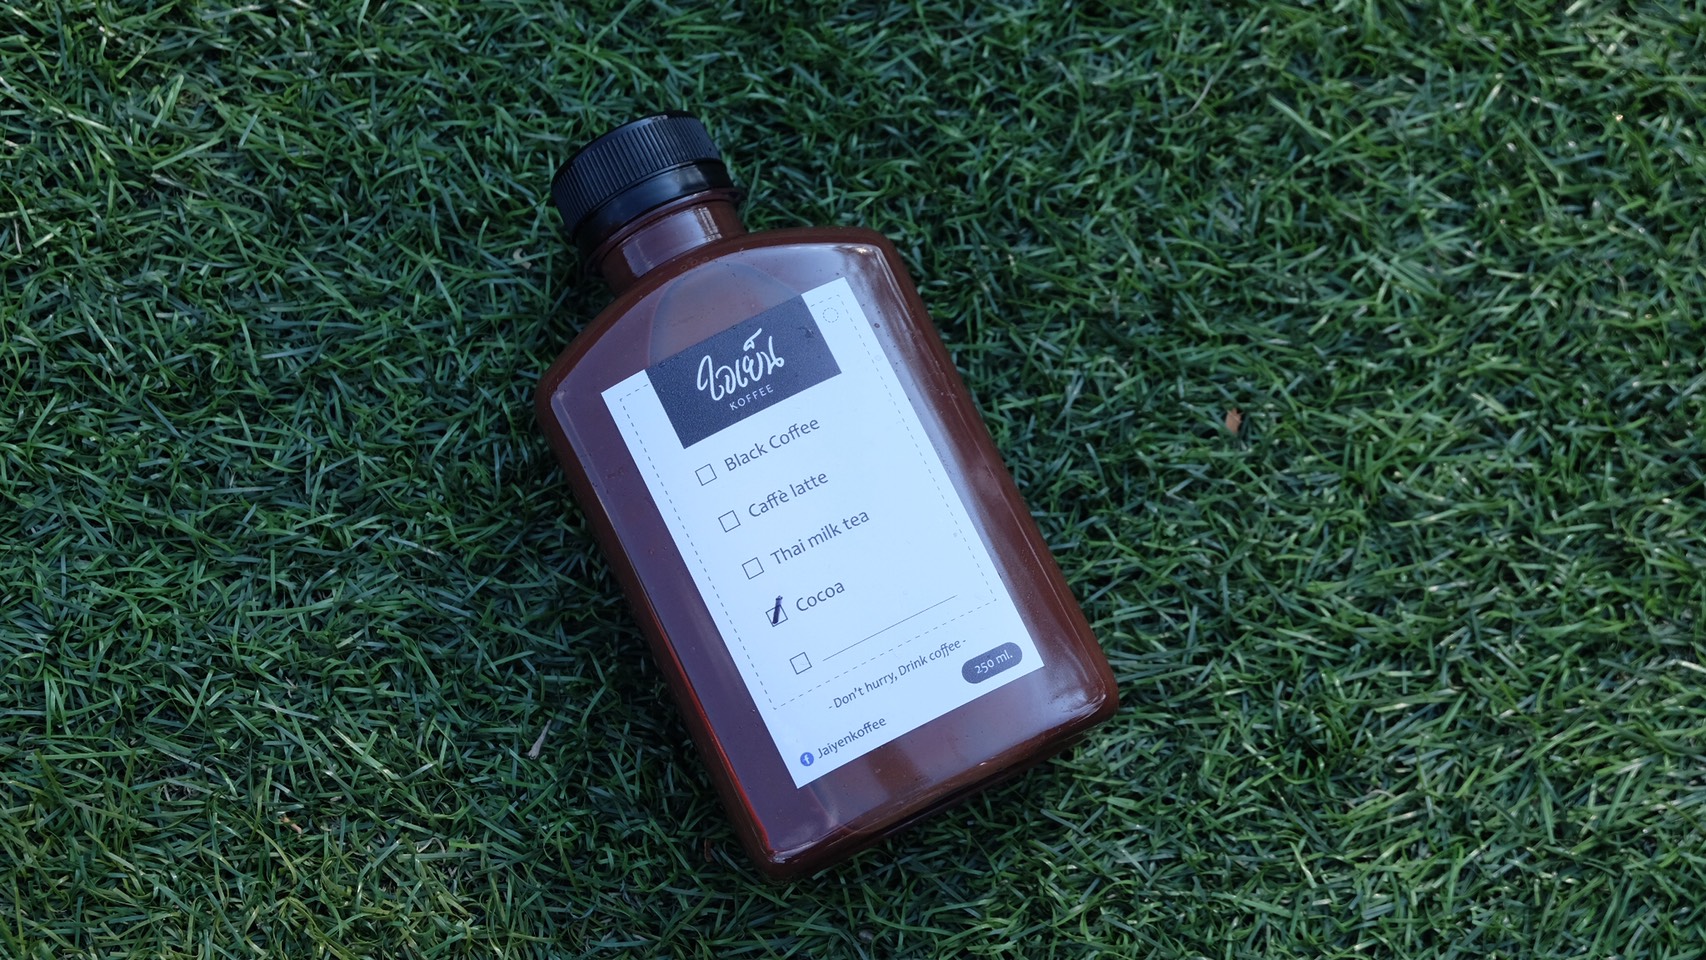 ใจเย็น
KOFFEE
Black Coffee
Caffè latte
Thai milk tea
Cocoa
- Don't hurry, Drink coffee -
250 ml.
Jaiyenkoffee